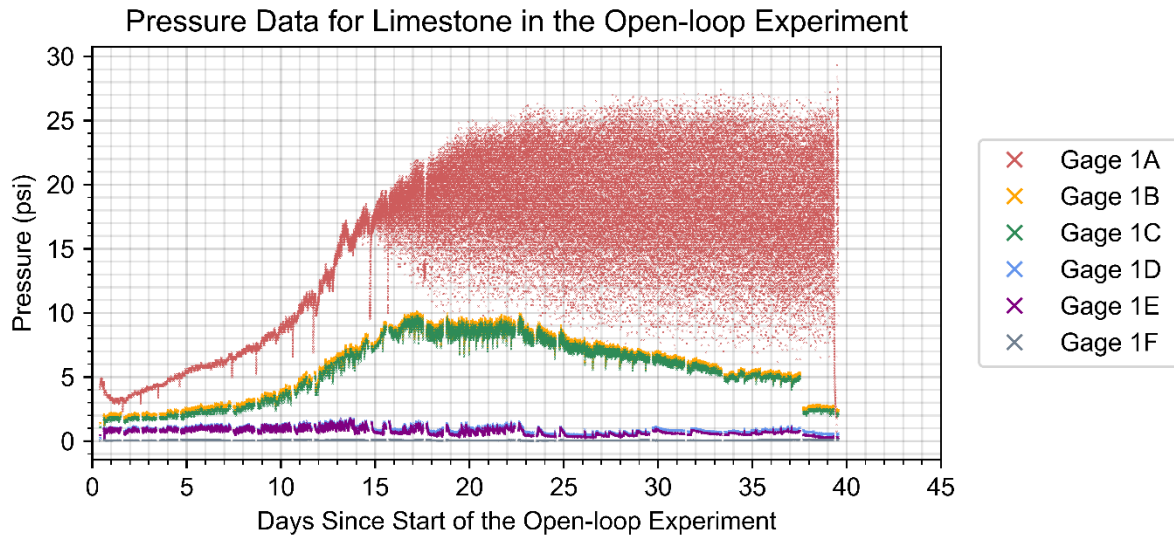 Pressure Data for Limestone in the Open-loop Experiment
30
25
20
15
10
5
0
Pressure (psi)
0 5 10 15 20 25 30 35 40 45
Days Since Start of the Open-loop Experiment
Gage 1A
Gage 1B
Gage 1C
Gage 1D
Gage 1E
Gage 1F